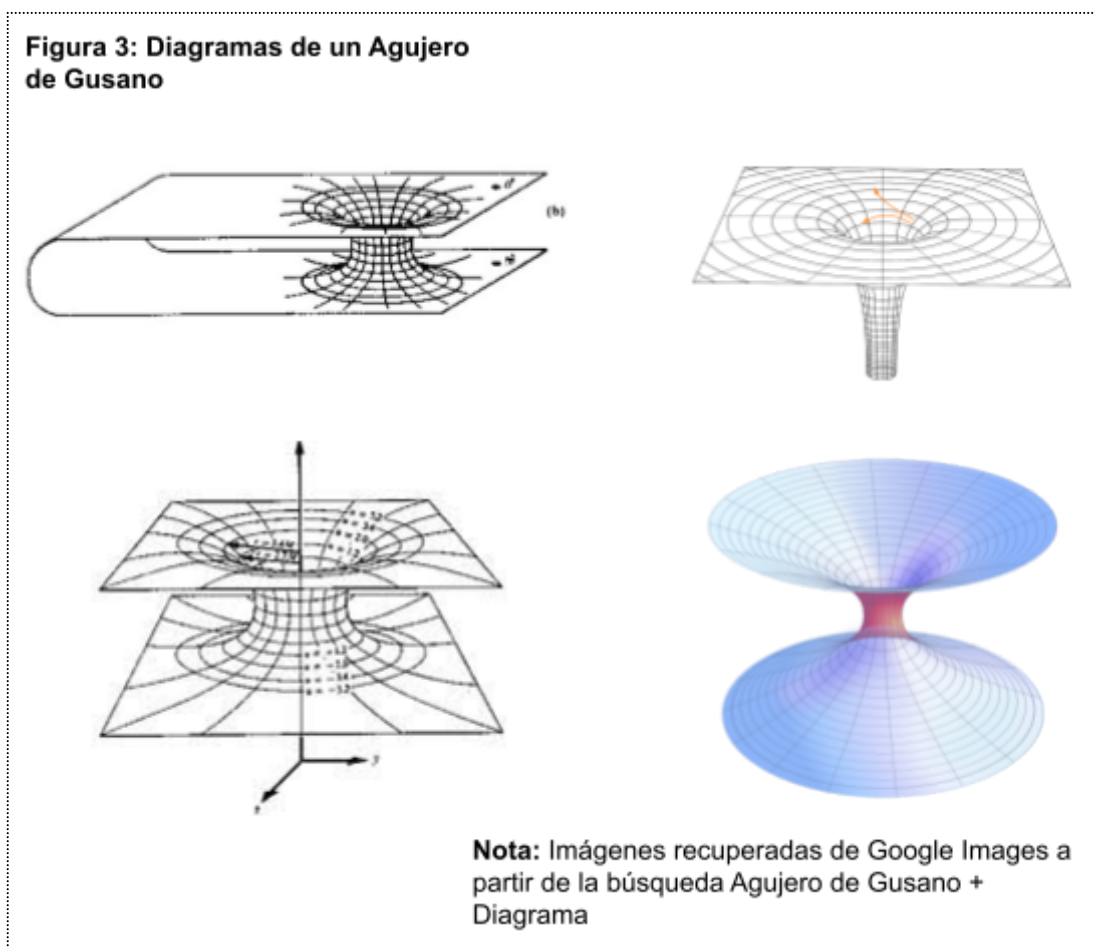 Figura 3: Diagramas de un Agujero
de Gusano
(b)
Nota: Imágenes recuperadas de Google Images a
partir de la búsqueda Agujero de Gusano +
Diagrama